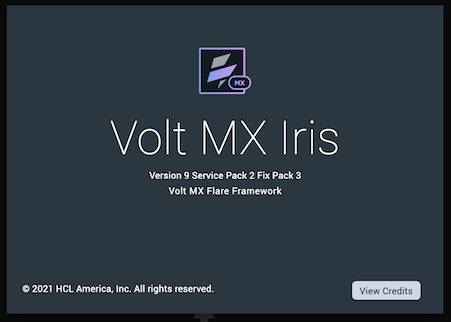 MX
Volt MX Iris
Version 9 Service Pack 2 Fix Pack 3
Volt MX Flare Framework
© 2021 HCL America, Inc. All rights reserved.
View Credits